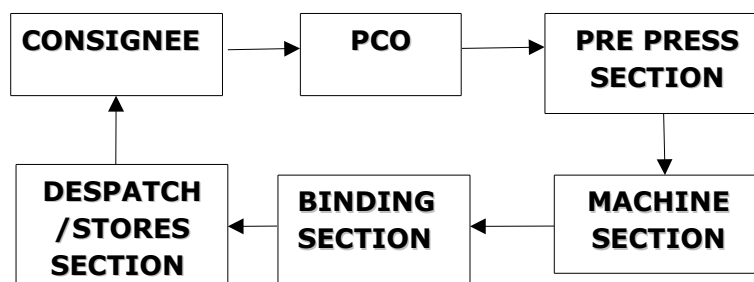 CONSIGNEE
PCO
PRE PRESS
SECTION
DESPATCH
/STORES
SECTION
BINDING
SECTION
MACHINE
SECTION